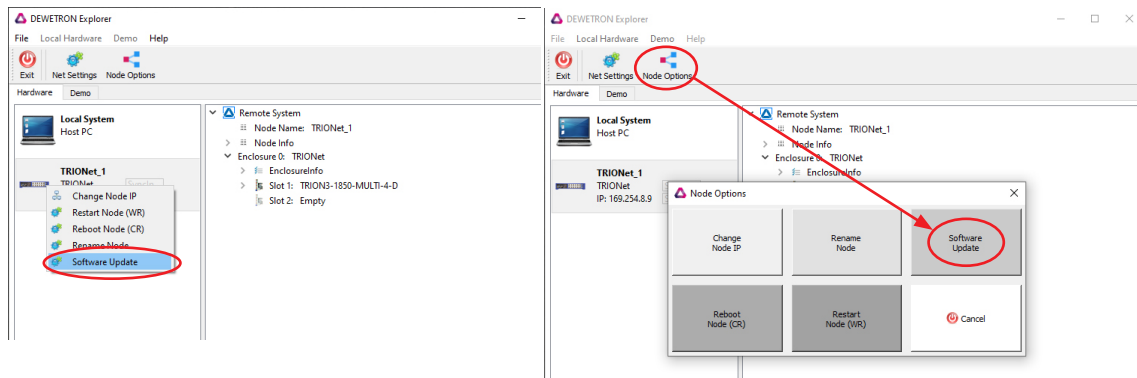 DEWETRON Explorer
File Local Hardware Demo Help
Exit Net Settings Node Options
Hardware Demo
Local System
Host PC
TRIONet_1
TRIONet
Change Node IP
Restart Node (WR)
Reboot Node (CR)
Rename Node
Software Update
Remote System
Node Name: TRIONet_1
Node Info
Enclosure 0: TRIONet
EnclosureInfo
Slot 1: TRION3-1850-MULTI-4-D
Slot 2: Empty
DEWETRON Explorer
File Local Hardware Demo Help
Exit Net Settings Node Options
Hardware Demo
Local System
Host PC
TRIONet_1
TRIONet
IP: 169.254.8.9
Remote System
Node Name: TRIONet_1
Node Info
Enclosure 0: TRIONet
EnclosureInfo
Node Options
Change
Node IP
Rename
Node
Software
Update
Reboot
Node (CR)
Restart
Node (WR)
Cancel